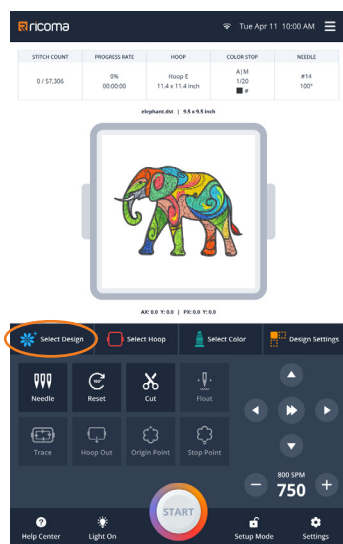 ricoma
Tue Apr 11 10:00 AM
STITCH COUNT
0 / 57,306
PROGRESS RATE
0%
00:00:00
HOOP
Hoop E
11.4 x 11.4 inch
COLOR STOP
A|M
1/20
#
NEEDLE
#14
100°
elephant.dst | 9.5 x 9.5 inch
AX: 0.0 Y: 0.0 | PX: 0.0 Y: 0.0
Select Design
Select Hoop
Select Color
Design Settings
Needle
100°
Reset
Cut
Float
Trace
Hoop Out
Origin Point
Stop Point
800 SPM
− 750 +
START
Help Center
Light On
Setup Mode
Settings